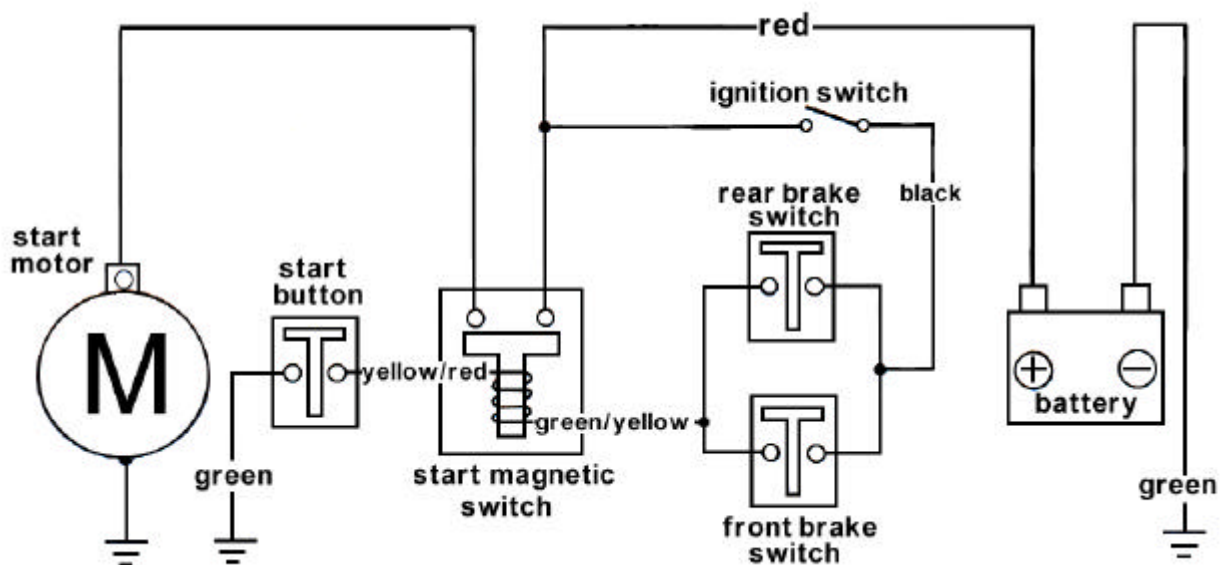 red
ignition switch
black
rear brake
switch
start
motor
start
button
M
yellow/red
green/yellow
+
−
battery
green
start magnetic
switch
front brake
switch
green